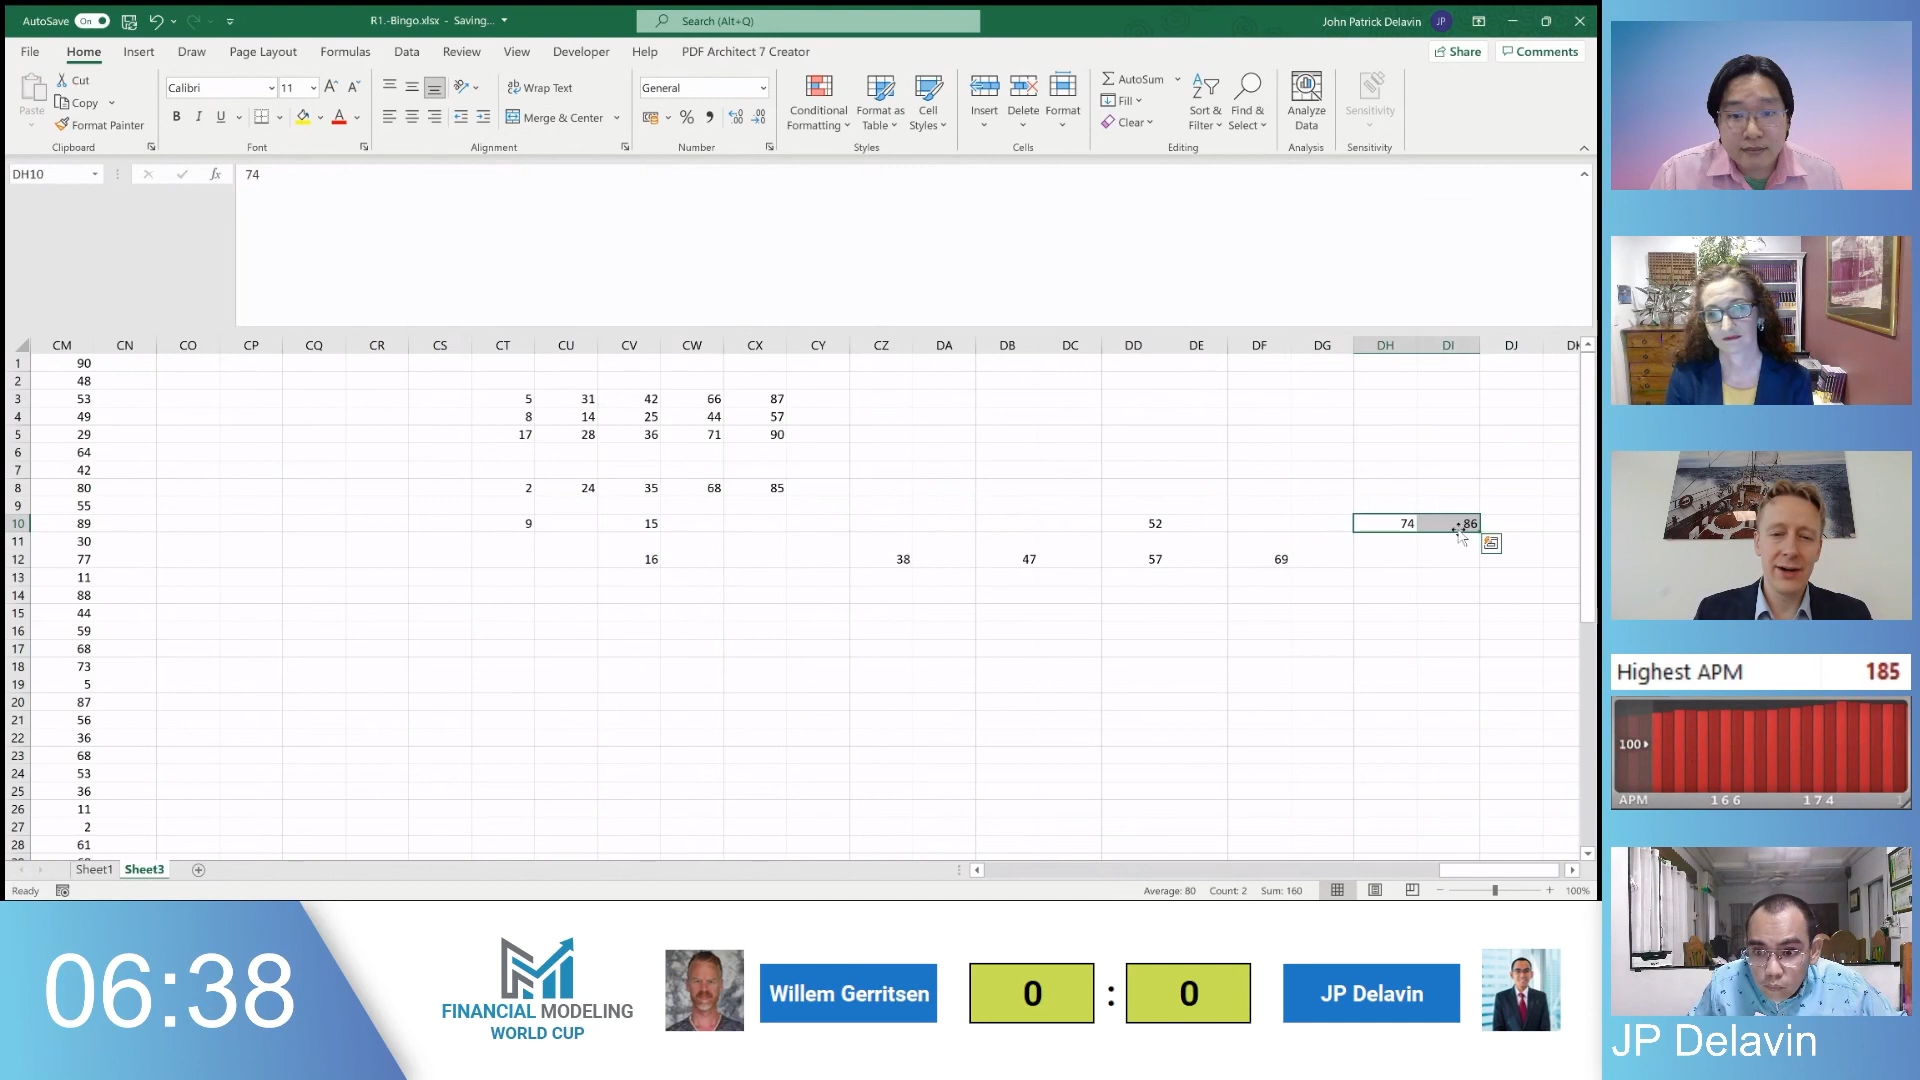 AutoSave On R1.-Bingo.xlsx - Saving... Search (Alt+Q) John Patrick Delavin JP
File Home Insert Draw Page Layout Formulas Data Review View Developer Help PDF Architect 7 Creator Share Comments
Paste Cut Copy Format Painter
Calibri 11 A A
B I U A
Wrap Text
Merge & Center
General
% 9
Conditional Formatting Format as Table Cell Styles
Insert Delete Format
AutoSum
Fill
Clear
Sort & Filter Find & Select
Analyze Data
Sensitivity
Clipboard Font Alignment Number Styles Cells Editing Analysis Sensitivity
DH10 fx 74
CM CN CO CP CQ CR CS CT CU CV CW CX CY CZ DA DB DC DD DE DF DG DH DI DJ
1 90
2 48
3 53 5 31 42 66 87
4 49 8 14 25 44 57
5 29 17 28 36 71 90
6 64
7 42
8 80 2 24 35 68 85
9 55
10 89 9 15 52 74 86
11 30
12 77 16 38 47 57 69
13 11
14 88
15 44
16 59
17 68
18 73
19 5
20 87
21 56
22 36
23 68
24 53
25 36
26 11
27 2
28 61
Sheet1 Sheet3
Ready Average: 80 Count: 2 Sum: 160 100%
Highest APM 185
100
APM 166 174
JP Delavin
06:38
FINANCIAL MODELING
WORLD CUP
Willem Gerritsen 0 : 0 JP Delavin